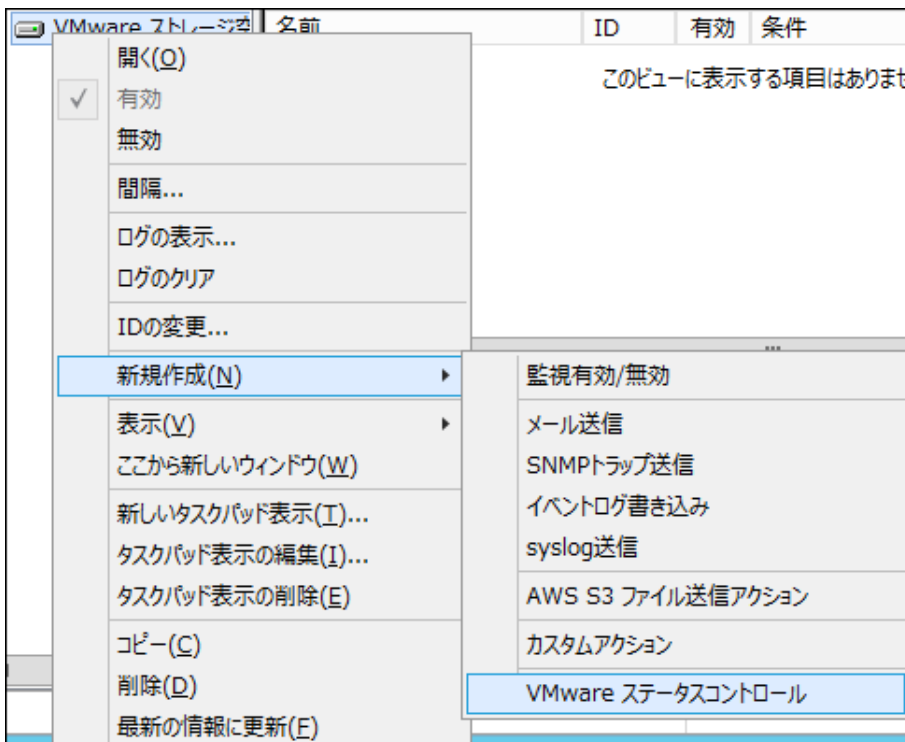 VMware ストレージ空
名前 ID 有効 条件
このビューに表示する項目はありませ
開く(O)
有効
無効
間隔...
ログの表示...
ログのクリア
IDの変更...
新規作成(N)
表示(V)
ここから新しいウィンドウ(W)
新しいタスクパッド表示(T)...
タスクパッド表示の編集(I)...
タスクパッド表示の削除(E)
コピー(C)
削除(D)
最新の情報に更新(F)
監視有効/無効
メール送信
SNMPトラップ送信
イベントログ書き込み
syslog送信
AWS S3 ファイル送信アクション
カスタムアクション
VMware ステータスコントロール